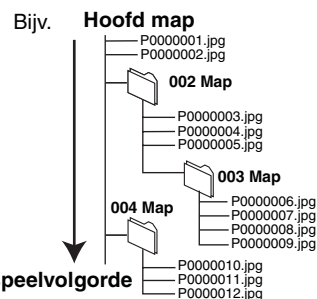 Bijv.
Hoofd map
P0000001.jpg
P0000002.jpg
002 Map
P0000003.jpg
P0000004.jpg
P0000005.jpg
003 Map
P0000006.jpg
P0000007.jpg
P0000008.jpg
P0000009.jpg
004 Map
peelvolgorde
P0000010.jpg
P0000011.jpg
P0000012.jpg